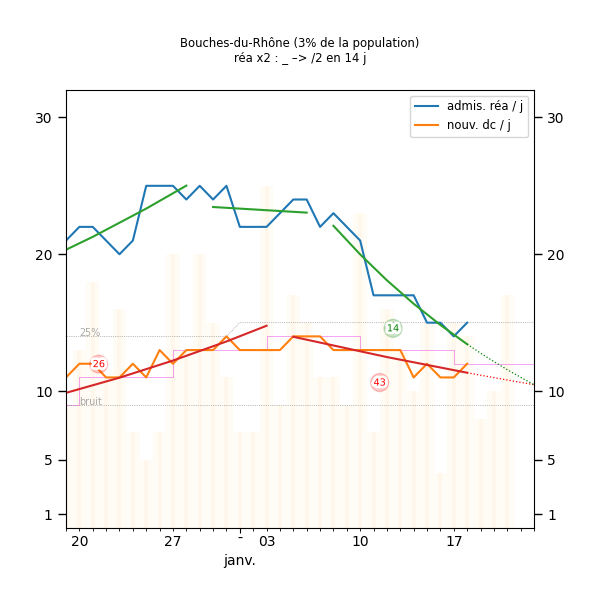 Bouches-du-Rhône (3% de la population)
réa x2 : _ –> /2 en 14 j
admis. réa / j
nouv. dc / j
30 30
20 20
10 10
5 5
1 1
25%
bruit
26
14
43
20 27 - 03 10 17
janv.